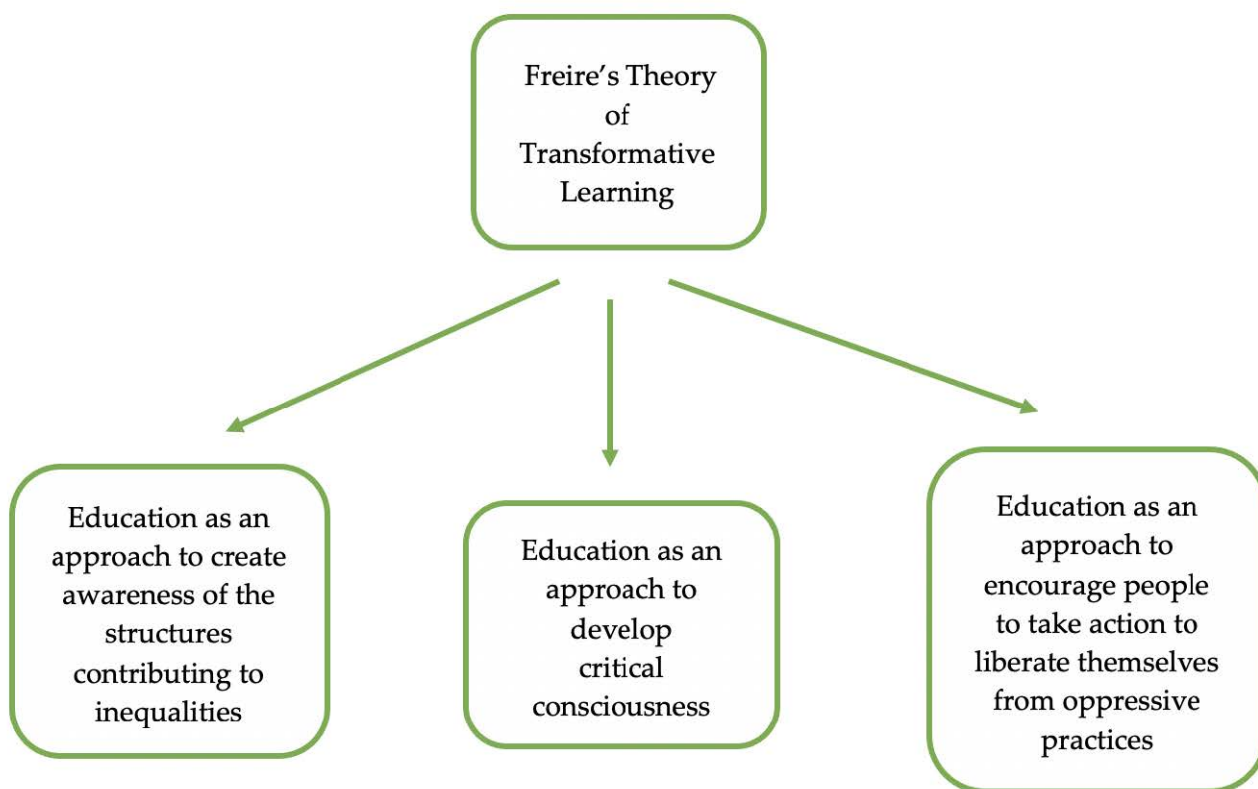 Freire’s Theory
of
Transformative
Learning
Education as an
approach to create
awareness of the
structures
contributing to
inequalities
Education as an
approach to
develop
critical
consciousness
Education as an
approach to
encourage people
to take action to
liberate themselves
from oppressive
practices